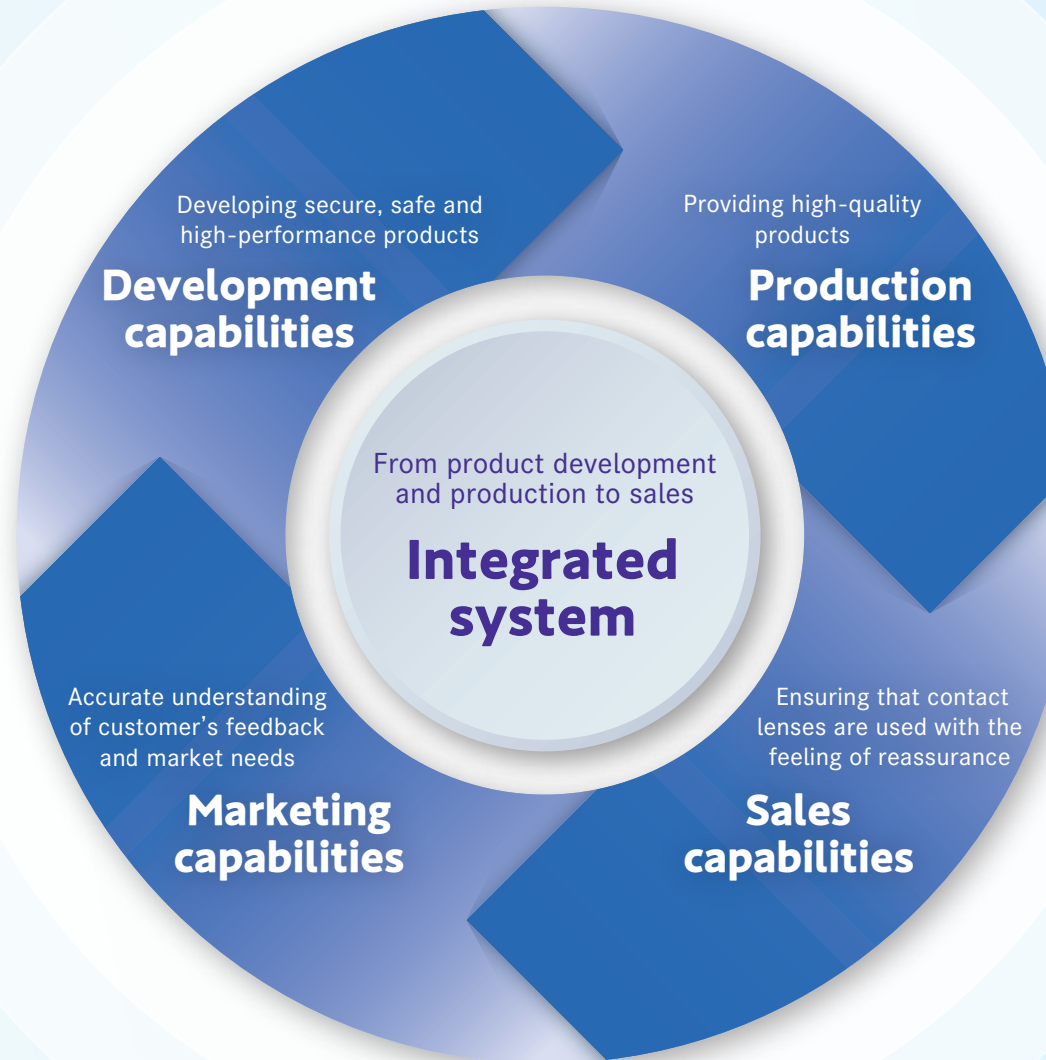 Developing secure, safe and
high-performance products
Development
capabilities
Providing high-quality
products
Production
capabilities
From product development
and production to sales
Integrated
system
Accurate understanding
of customer’s feedback
and market needs
Marketing
capabilities
Ensuring that contact
lenses are used with the
feeling of reassurance
Sales
capabilities